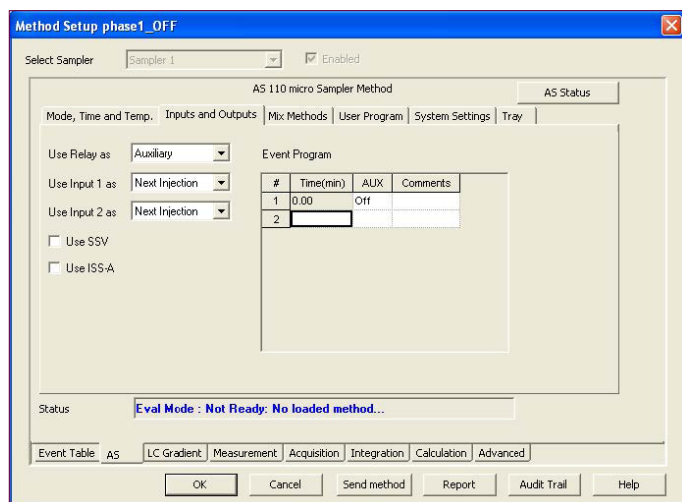 Method Setup phase1_OFF
Select Sampler Sampler 1 Enabled
AS 110 micro Sampler Method AS Status
Mode, Time and Temp. Inputs and Outputs Mix Methods User Program System Settings Tray
Use Relay as Auxiliary Event Program
# Time(min) AUX Comments
Use Input 1 as Next Injection
1 0.00 Off
Use Input 2 as Next Injection
2
Use SSV
Use ISS-A
Status Eval Mode : Not Ready: No loaded method...
Event Table AS LC Gradient Measurement Acquisition Integration Calculation Advanced
OK Cancel Send method Report Audit Trail Help